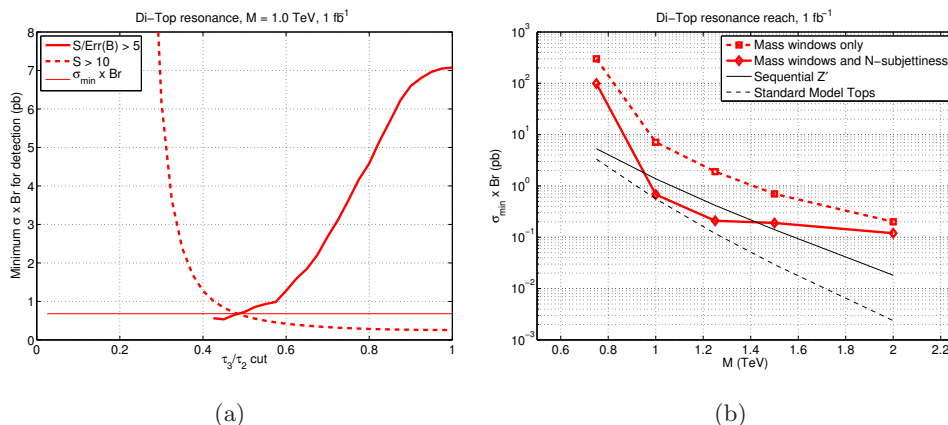 Di-Top resonance, M = 1.0 TeV, 1 fb⁻¹
S/Err(B) > 5
S > 10
σ_min x Br
Minimum σ x Br for detection (pb)
8
7
6
5
4
3
2
1
0
0 0.2 0.4 0.6 0.8 1
τ₃/τ₂ cut
(a)
Di-Top resonance reach, 1 fb⁻¹
Mass windows only
Mass windows and N-subjettiness
Sequential Z′
Standard Model Tops
σ_min x Br (pb)
10³
10²
10¹
10⁰
10⁻¹
10⁻²
10⁻³
0.6 0.8 1 1.2 1.4 1.6 1.8 2 2.2
M (TeV)
(b)